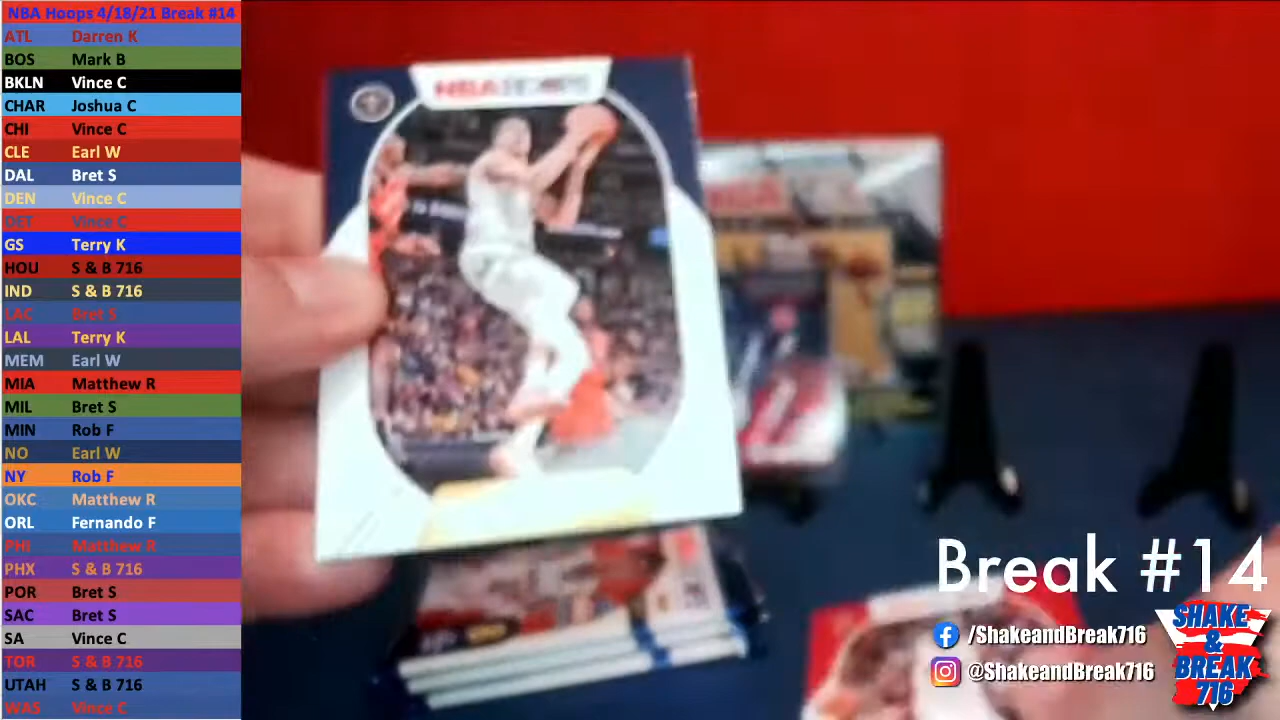 NBA Hoops 4/18/21 Break #14
ATL Darren K
BOS Mark B
BKLN Vince C
CHAR Joshua C
CHI Vince C
CLE Earl W
DAL Bret S
DEN Vince C
DET Vince C
GS Terry K
HOU S & B 716
IND S & B 716
LAC Bret S
LAL Terry K
MEM Earl W
MIA Matthew R
MIL Bret S
MIN Rob F
NO Earl W
NY Rob F
OKC Matthew R
ORL Fernando F
PHI Matthew R
PHX S & B 716
POR Bret S
SAC Bret S
SA Vince C
TOR S & B 716
UTAH S & B 716
WAS Vince C
NBA HOOPS
Break #14
/ShakeandBreak716
@ShakeandBreak716
SHAKE
&
BREAK
716